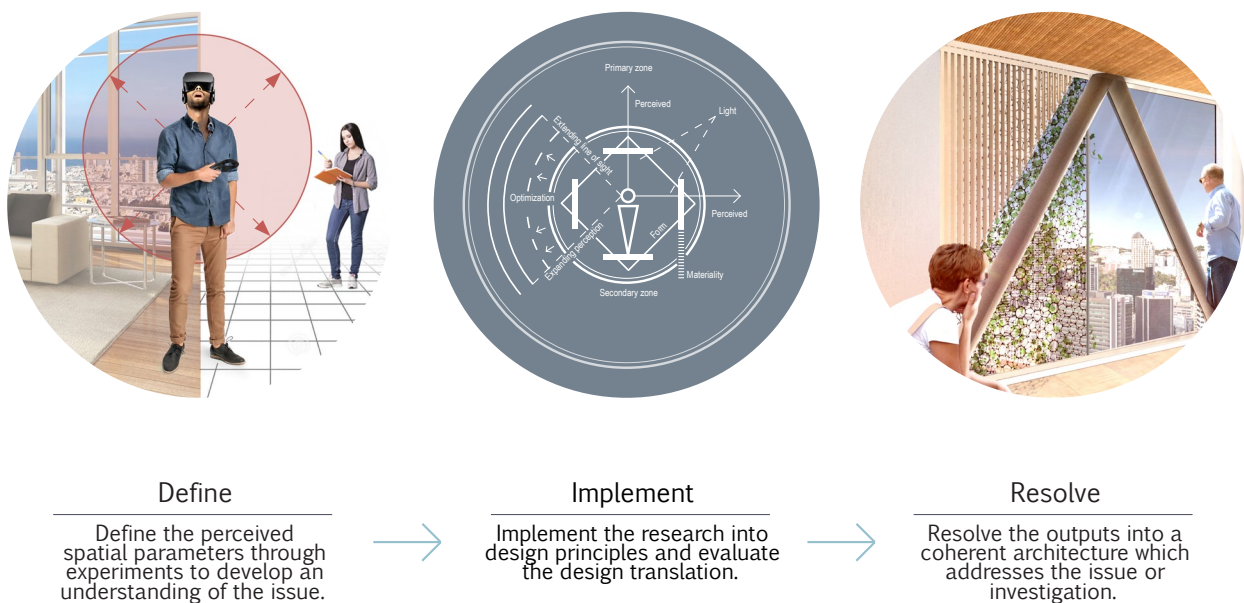 Primary zone
Perceived
Light
Extending line of sight
Optimization
Perceived
Form
Expanding perception
Materiality
Secondary zone
Define
Define the perceived
spatial parameters through
experiments to develop an
understanding of the issue.
Implement
Implement the research into
design principles and evaluate
the design translation.
Resolve
Resolve the outputs into a
coherent architecture which
addresses the issue or
investigation.